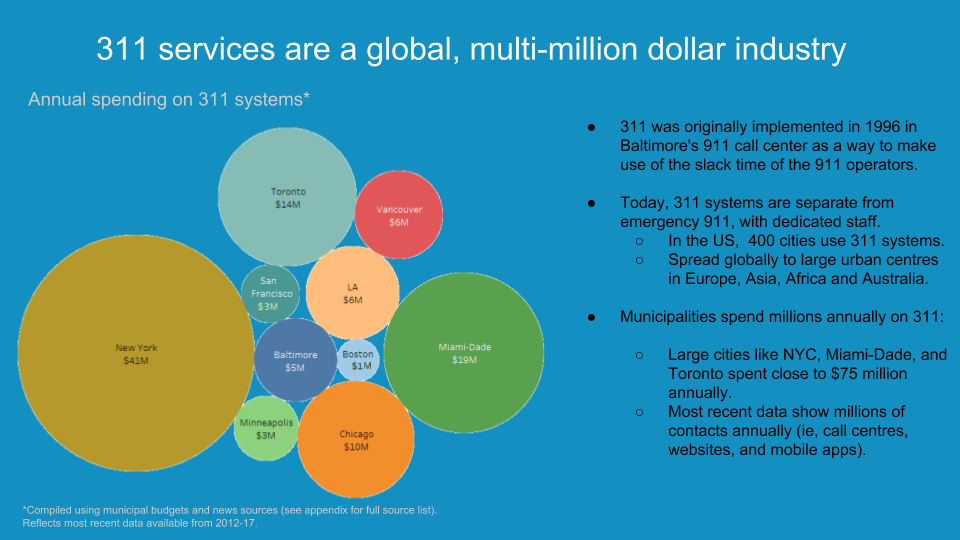 311 services are a global, multi-million dollar industry
Annual spending on 311 systems*
Toronto
$14M
Vancouver
$6M
San
Francisco
$3M
LA
$6M
New York
$41M
Baltimore
$5M
Boston
$1M
Miami-Dade
$19M
Minneapolis
$3M
Chicago
$10M
● 311 was originally implemented in 1996 in
Baltimore's 911 call center as a way to make
use of the slack time of the 911 operators.
● Today, 311 systems are separate from
emergency 911, with dedicated staff.
○ In the US, 400 cities use 311 systems.
○ Spread globally to large urban centres
in Europe, Asia, Africa and Australia.
● Municipalities spend millions annually on 311:
○ Large cities like NYC, Miami-Dade, and
Toronto spent close to $75 million
annually.
○ Most recent data show millions of
contacts annually (ie, call centres,
websites, and mobile apps).
*Compiled using municipal budgets and news sources (see appendix for full source list).
Reflects most recent data available from 2012-17.